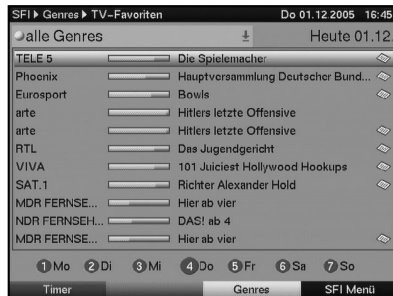 SFI Genres TV-Favoriten Do 01.12.2005 16:45
alle Genres Heute 01.12.
TELE 5 Die Spielemacher
Phoenix Hauptversammlung Deutscher Bund...
Eurosport Bowls
arte Hitlers letzte Offensive
arte Hitlers letzte Offensive
RTL Das Jugendgericht
VIVA 101 Juiciest Hollywood Hookups
SAT.1 Richter Alexander Hold
MDR FERNSE... Hier ab vier
NDR FERNSEH... DAS! ab 4
MDR FERNSE... Hier ab vier
1 Mo 2 Di 3 Mi 4 Do 5 Fr 6 Sa 7 So
Timer Genres SFI Menü